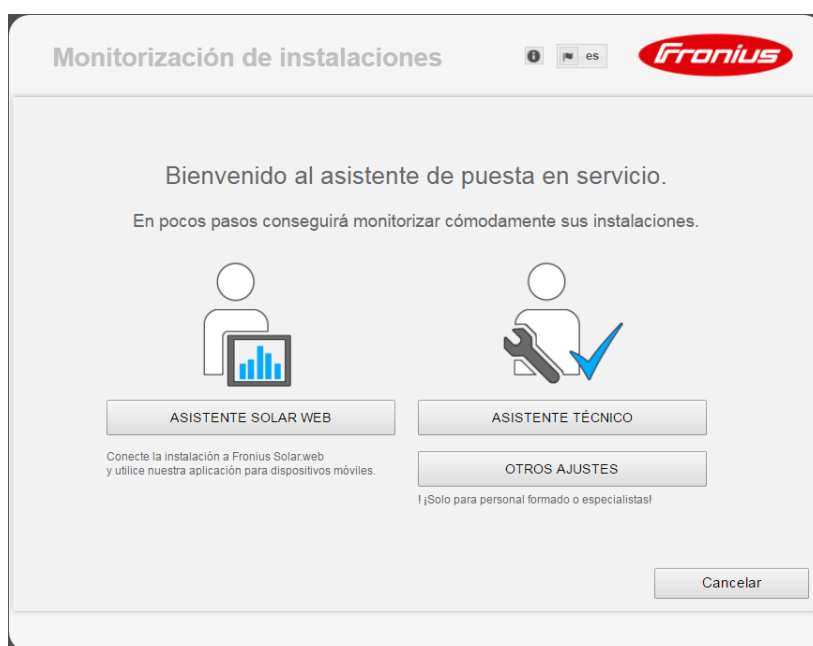 Monitorización de instalaciones
es
Fronius
Bienvenido al asistente de puesta en servicio.
En pocos pasos conseguirá monitorizar cómodamente sus instalaciones.
ASISTENTE SOLAR WEB
ASISTENTE TÉCNICO
Conecte la instalación a Fronius Solar.web
y utilice nuestra aplicación para dispositivos móviles.
OTROS AJUSTES
! ¡Solo para personal formado o especialistas!
Cancelar